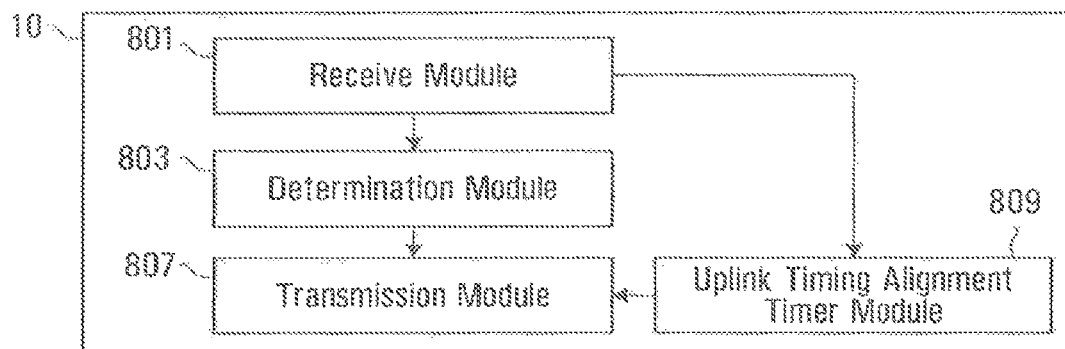 10
801
Receive Module
803
Determination Module
809
807
Transmission Module
Uplink Timing Alignment
Timer Module